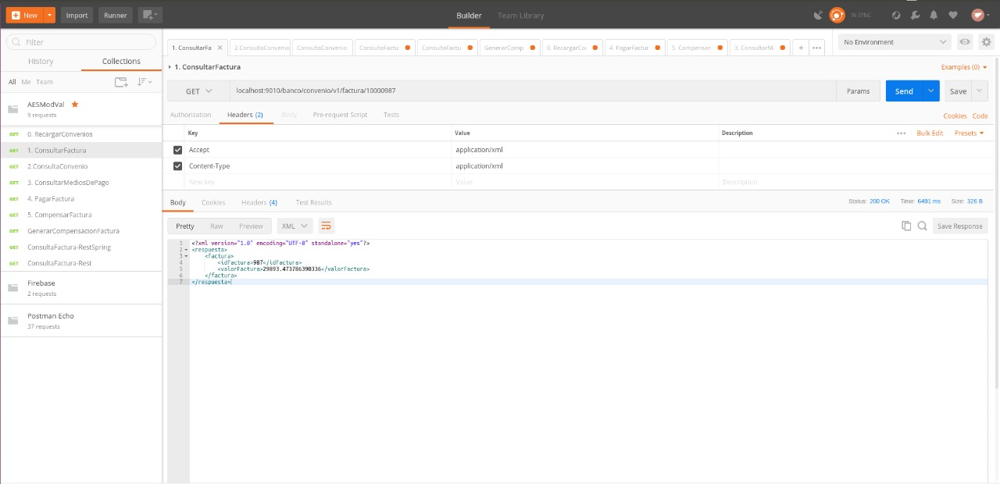 New Import Runner Builder Team Library IN SYNC
Filter
History Collections
All Me Team
AESModVal
9 requests
GET 0. RecargarConvenios
GET 1. ConsultarFactura
GET 2.ConsultaConvenio
GET 3. ConsultarMediosDePago
GET 4. PagarFactura
GET 5. CompensarFactura
GET GenerarCompensacionFactura
GET ConsultaFactura-RestSpring
GET ConsultaFactura-Rest
Firebase
2 requests
Postman Echo
37 requests
1. ConsultarFa 2.ConsultaConvenio ConsultaConvenio ConsultaFactu ConsultaFactu GenerarComp 0. RecargarCo 4. PagarFactur 5. Compensar 3. ConsultarM + No Environment
1. ConsultarFactura Examples (0)
GET localhost:9010/banco/convenio/v1/factura/10000987 Params Send Save
Authorization Headers (2) Body Pre-request Script Tests Cookies Code
Key Value Description Bulk Edit Presets
Accept application/xml
Content-Type application/xml
New key Value Description
Body Cookies Headers (4) Test Results Status: 200 OK Time: 6491 ms Size: 326 B
Pretty Raw Preview XML Save Response
1 <?xml version="1.0" encoding="UTF-8" standalone="yes"?>
2 <respuesta>
3 <factura>
4 <idFactura>987</idFactura>
5 <valorFactura>29893.473786390336</valorFactura>
6 </factura>
7 </respuesta>